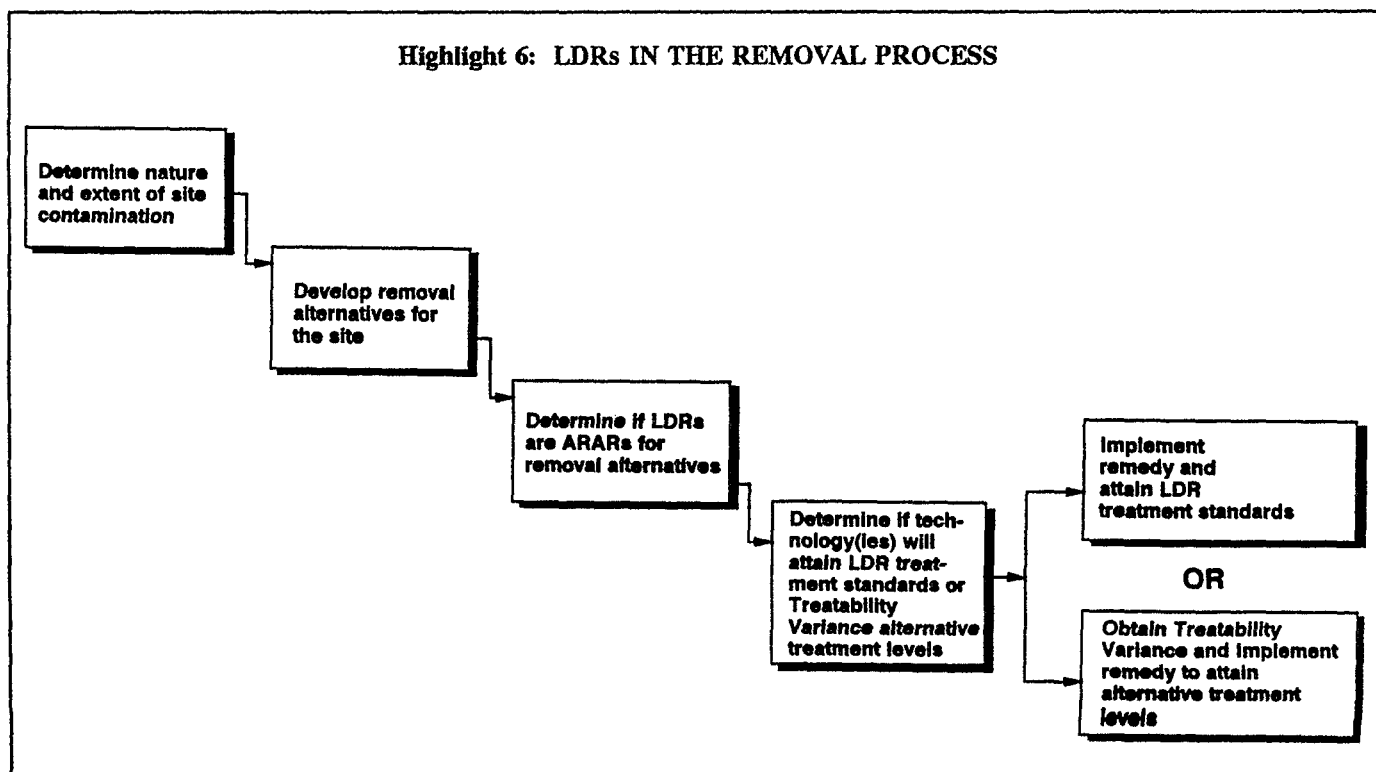 Highlight 6: LDRs IN THE REMOVAL PROCESS
Determine nature
and extent of site
contamination
Develop removal
alternatives for
the site
Determine if LDRs
are ARARs for
removal alternatives
Determine if tech-
nology(ies) will
attain LDR treat-
ment standards or
Treatability
Variance alternative
treatment levels
Implement
remedy and
attain LDR
treatment standards
OR
Obtain Treatability
Variance and Implement
remedy to attain
alternative treatment
levels